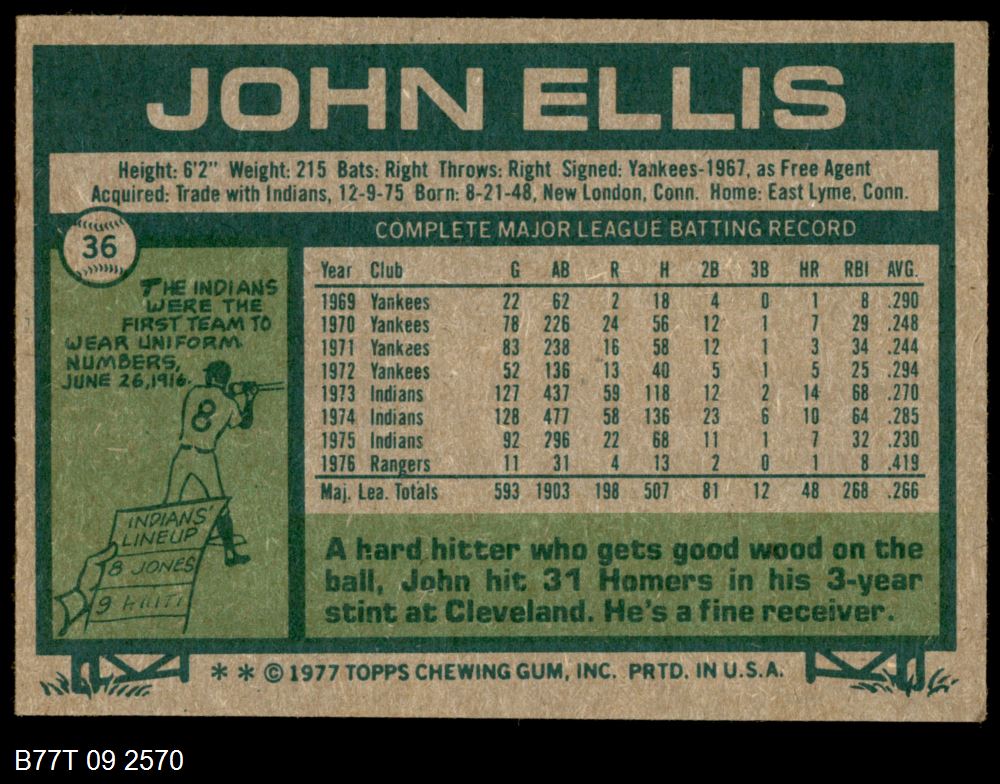 JOHN ELLIS
Height: 6'2" Weight: 215 Bats: Right Throws: Right Signed: Yankees-1967, as Free Agent
Acquired: Trade with Indians, 12-9-75 Born: 8-21-48, New London, Conn. Home: East Lyme, Conn.
36
THE INDIANS
WERE THE
FIRST TEAM TO
WEAR UNIFORM
NUMBERS,
JUNE 26, 1916.
8
INDIANS'
LINEUP
8 JONES
9
COMPLETE MAJOR LEAGUE BATTING RECORD
Year Club G AB R H 2B 3B HR RBI AVG.
1969 Yankees 22 62 2 18 4 0 1 8 .290
1970 Yankees 78 226 24 56 12 1 7 29 .248
1971 Yankees 83 238 16 58 12 1 3 34 .244
1972 Yankees 52 136 13 40 5 1 5 25 .294
1973 Indians 127 437 59 118 12 2 14 68 .270
1974 Indians 128 477 58 136 23 6 10 64 .285
1975 Indians 92 296 22 68 11 1 7 32 .230
1976 Rangers 11 31 4 13 2 0 1 8 .419
Maj. Lea. Totals 593 1903 198 507 81 12 48 268 .266
A hard hitter who gets good wood on the
ball, John hit 31 Homers in his 3-year
stint at Cleveland. He's a fine receiver.
** © 1977 TOPPS CHEWING GUM, INC. PRTD. IN U.S.A.
B77T 09 2570